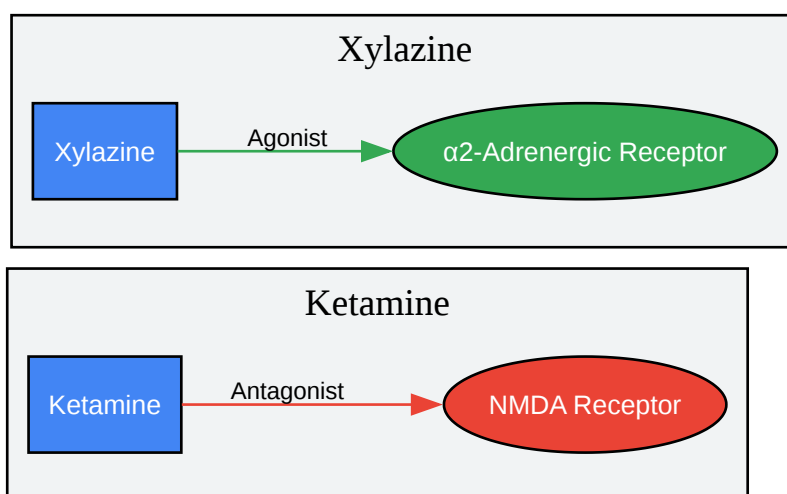 Xylazine
Xylazine
Agonist
α2-Adrenergic Receptor
Ketamine
Ketamine
Antagonist
NMDA Receptor